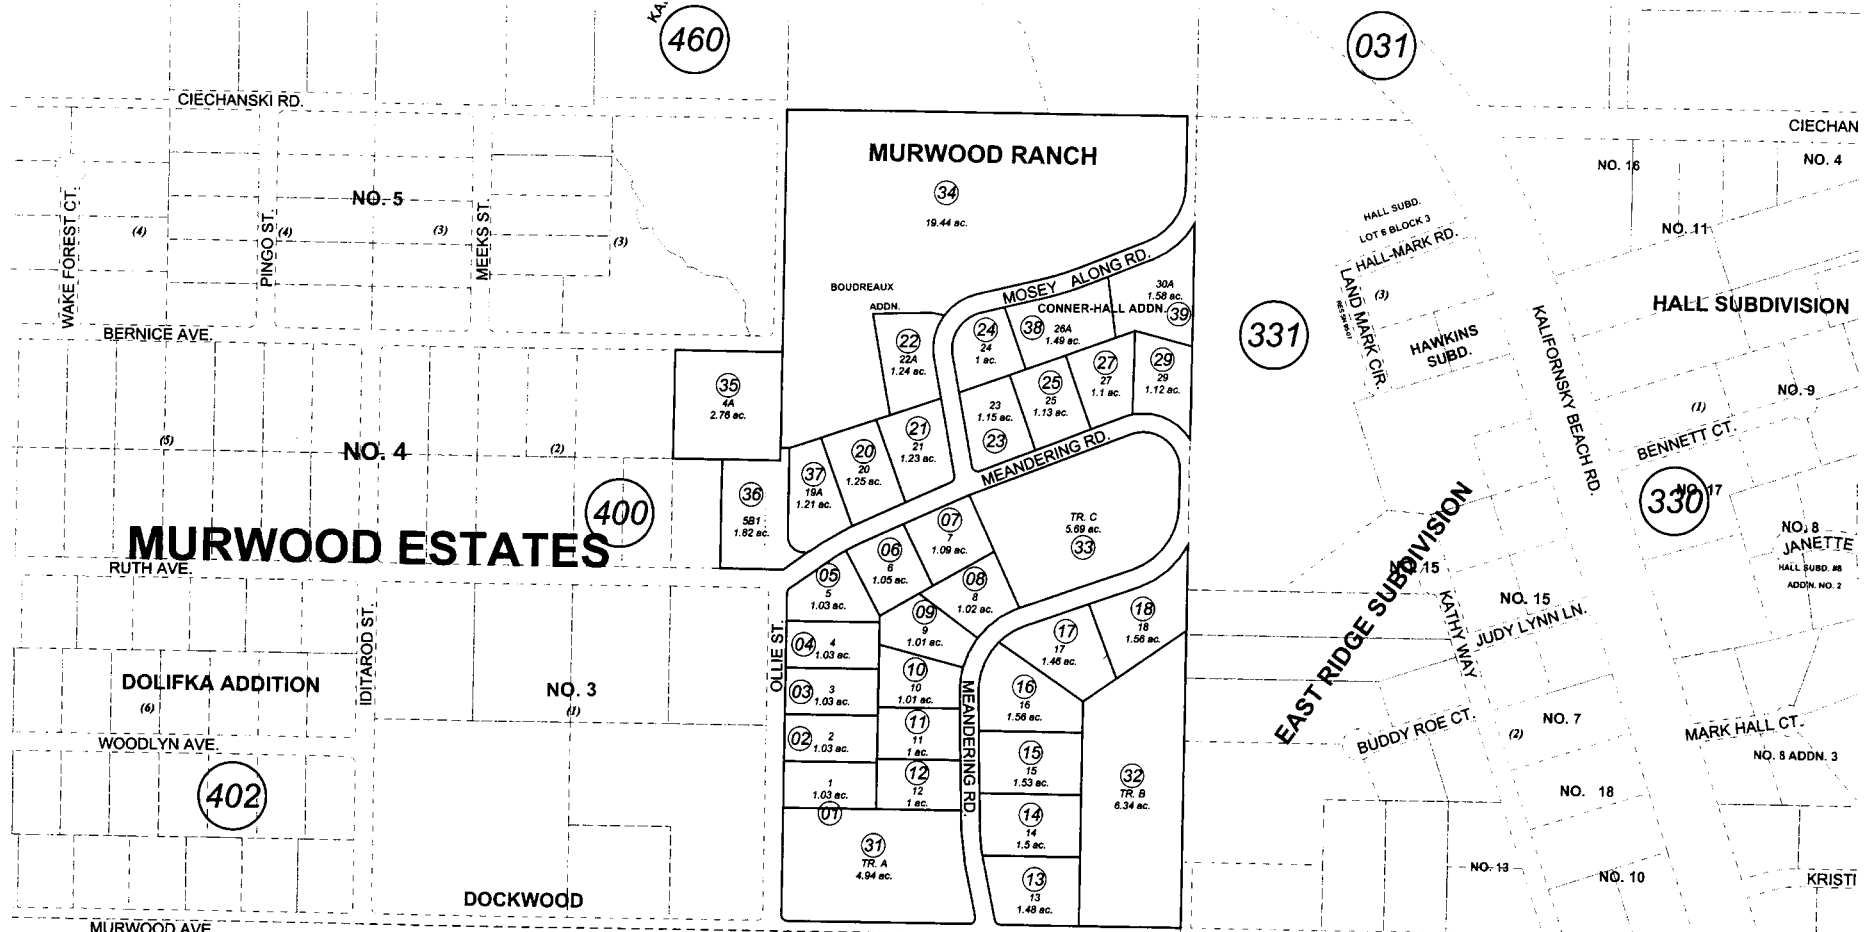 460
031
CIECHANSKI RD.
CIECHAN
MURWOOD RANCH
NO. 16
NO. 4
34
19.44 ac.
NO. 5
WAKE FOREST CT.
PINGO ST.
MEEKS ST.
(4)
(4)
(3)
(3)
HALL SUBD.
LOT 6 BLOCK 3
HALL-MARK RD.
NO. 11
LAND MARK CIR.
(3)
MOSEY ALONG RD.
BOUDREAUX
ADDN.
30A
1.58 ac.
39
CONNER-HALL ADDN.
HALL SUBDIVISION
BERNICE AVE.
22
22A
1.24 ac.
24
24
1 ac.
38
26A
1.49 ac.
331
HAWKINS
SUBD.
KALIFORNSKY BEACH RD.
35
4A
2.76 ac.
27
27
1.1 ac.
29
29
1.12 ac.
25
25
1.13 ac.
23
1.15 ac.
23
NO. 9
(1)
BENNETT CT.
(5)
NO. 4
(2)
21
21
1.23 ac.
20
20
1.25 ac.
37
19A
1.21 ac.
MEANDERING RD.
36
5B1
1.82 ac.
400
07
7
1.09 ac.
TR. C
5.69 ac.
33
330
NO. 17
NO. 8
JANETTE
HALL SUBD. #8
ADD'N. NO. 2
MURWOOD ESTATES
RUTH AVE.
06
6
1.05 ac.
05
5
1.03 ac.
08
8
1.02 ac.
EAST RIDGE SUBDIVISION
NO. 15
NO. 15
KATHY WAY
JUDY LYNN LN.
IDITAROD ST.
OLLIE ST.
09
9
1.01 ac.
18
18
1.56 ac.
17
17
1.46 ac.
04
4
1.03 ac.
10
10
1.01 ac.
DOLIFKA ADDITION
(6)
NO. 3
(1)
03
3
1.03 ac.
MEANDERING RD.
16
16
1.56 ac.
BUDDY ROE CT.
(2)
NO. 7
MARK HALL CT.
NO. 8 ADDN. 3
WOODLYN AVE.
02
2
1.03 ac.
11
11
1 ac.
15
15
1.53 ac.
32
TR. B
6.34 ac.
402
1
1.03 ac.
01
12
12
1 ac.
NO. 18
14
14
1.5 ac.
31
TR. A
4.94 ac.
13
13
1.48 ac.
NO. 13
NO. 10
KRISTI
DOCKWOOD
MURWOOD AVE